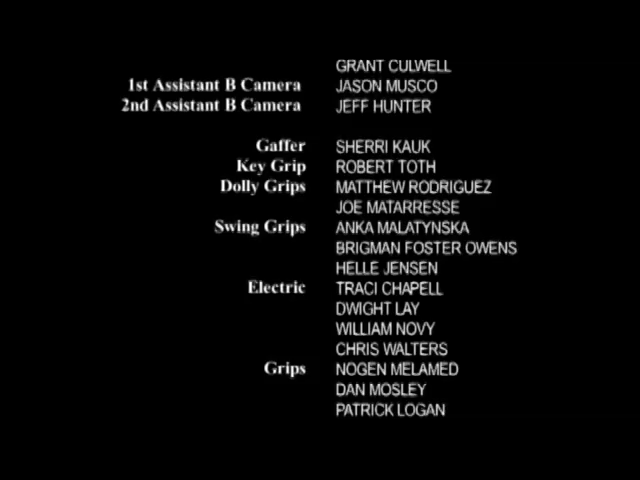 GRANT CULWELL
1st Assistant B Camera JASON MUSCO
2nd Assistant B Camera JEFF HUNTER
Gaffer SHERRI KAUK
Key Grip ROBERT TOTH
Dolly Grips MATTHEW RODRIGUEZ
JOE MATARRESSE
Swing Grips ANKA MALATYNSKA
BRIGMAN FOSTER OWENS
HELLE JENSEN
Electric TRACI CHAPELL
DWIGHT LAY
WILLIAM NOVY
CHRIS WALTERS
Grips NOGEN MELAMED
DAN MOSLEY
PATRICK LOGAN